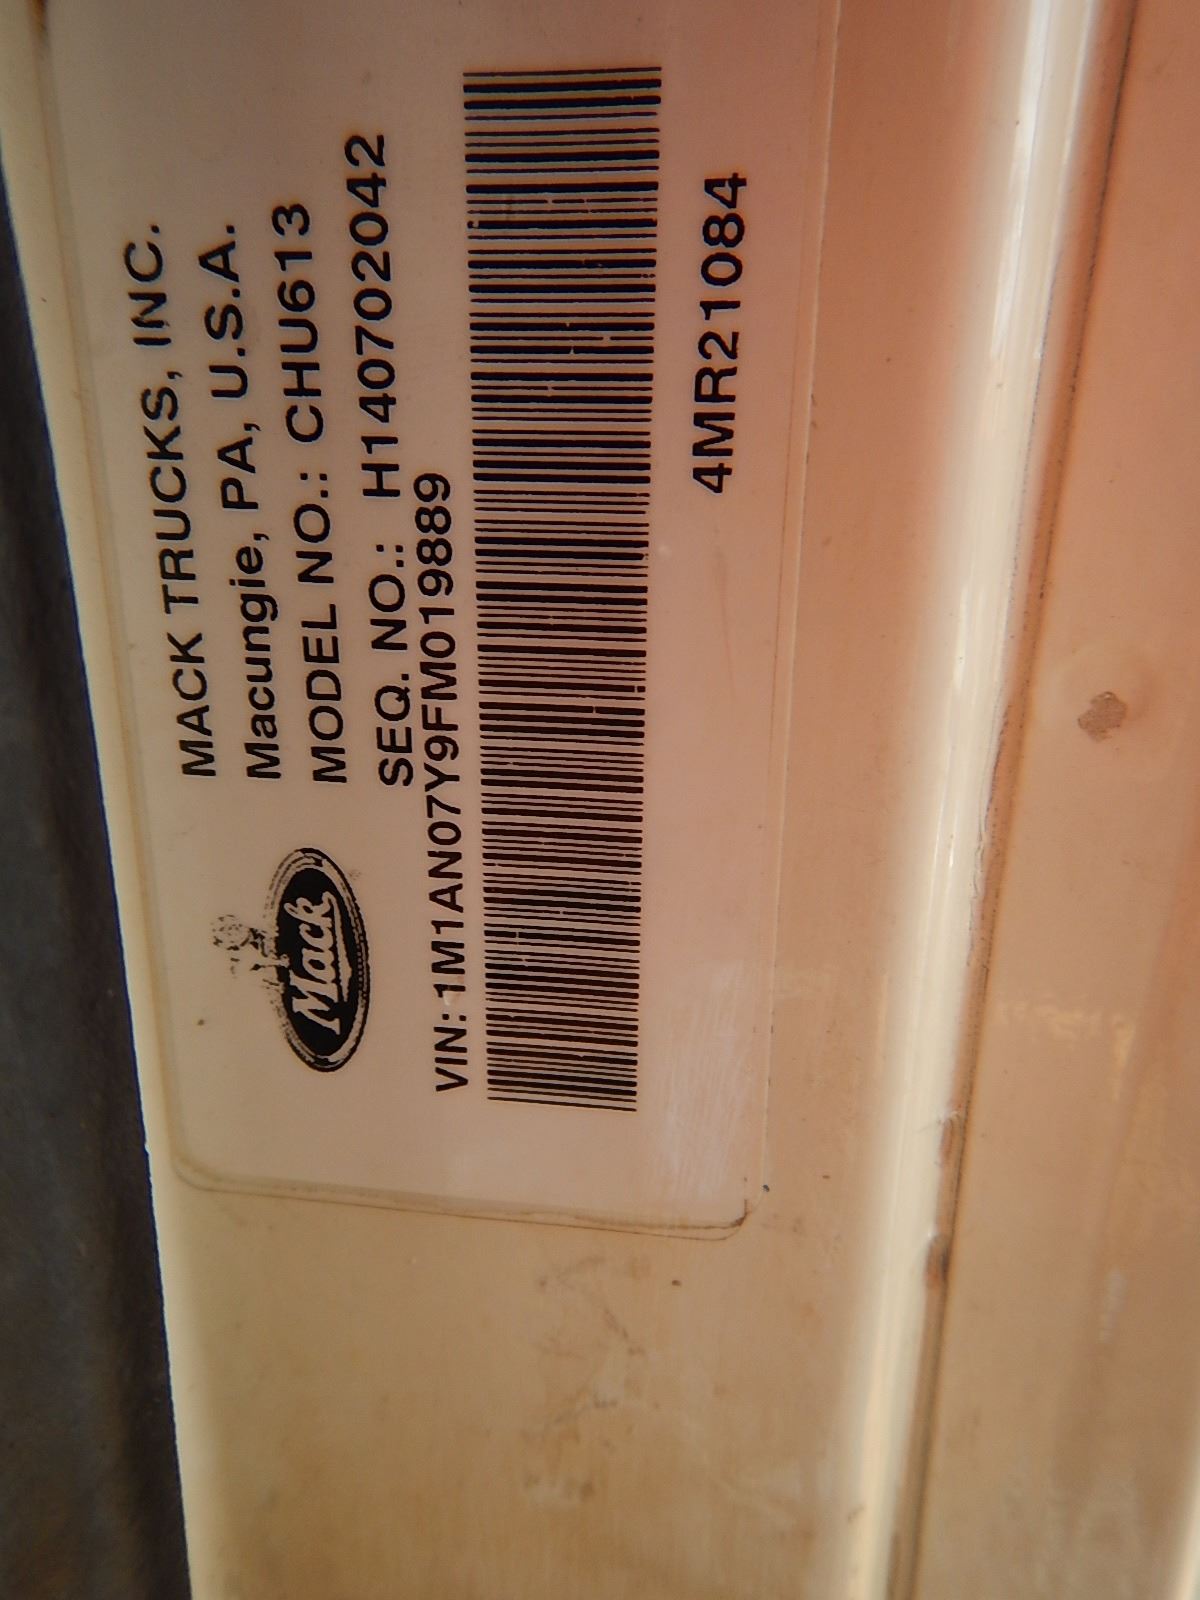 MACK TRUCKS, INC.
Macungie, PA, U.S.A.
MODEL NO.: CHU613
SEQ. NO.: H140702042
Mack
VIN: 1M1AN07Y9FM019889
4MR21084